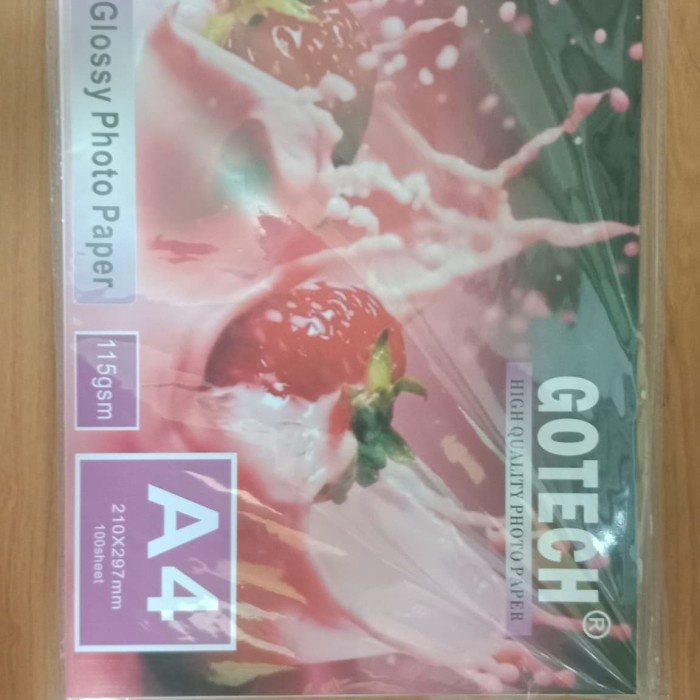 GOTECH®
HIGH QUALITY PHOTO PAPER
Glossy Photo Paper
115gsm
A4
210X297mm
100sheet